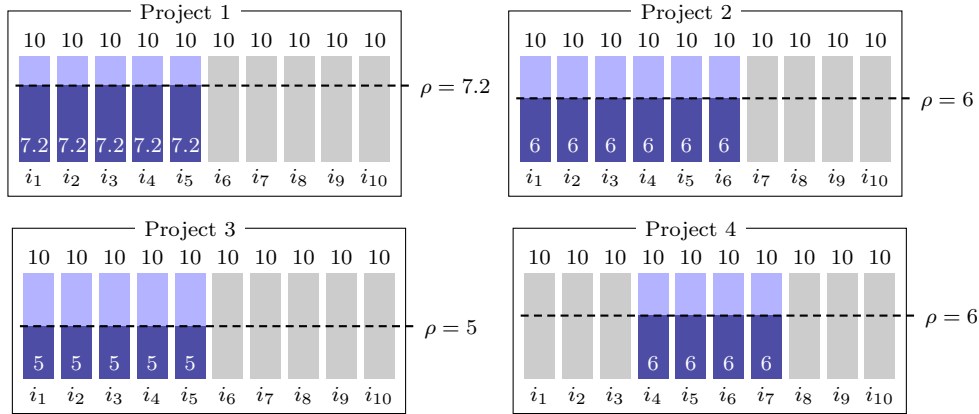 Project 1
10 10 10 10 10 10 10 10 10 10
ρ = 7.2
7.2 7.2 7.2 7.2 7.2
i1 i2 i3 i4 i5 i6 i7 i8 i9 i10
Project 2
10 10 10 10 10 10 10 10 10 10
ρ = 6
6 6 6 6 6 6
i1 i2 i3 i4 i5 i6 i7 i8 i9 i10
Project 3
10 10 10 10 10 10 10 10 10 10
ρ = 5
5 5 5 5 5
i1 i2 i3 i4 i5 i6 i7 i8 i9 i10
Project 4
10 10 10 10 10 10 10 10 10 10
ρ = 6
6 6 6 6
i1 i2 i3 i4 i5 i6 i7 i8 i9 i10